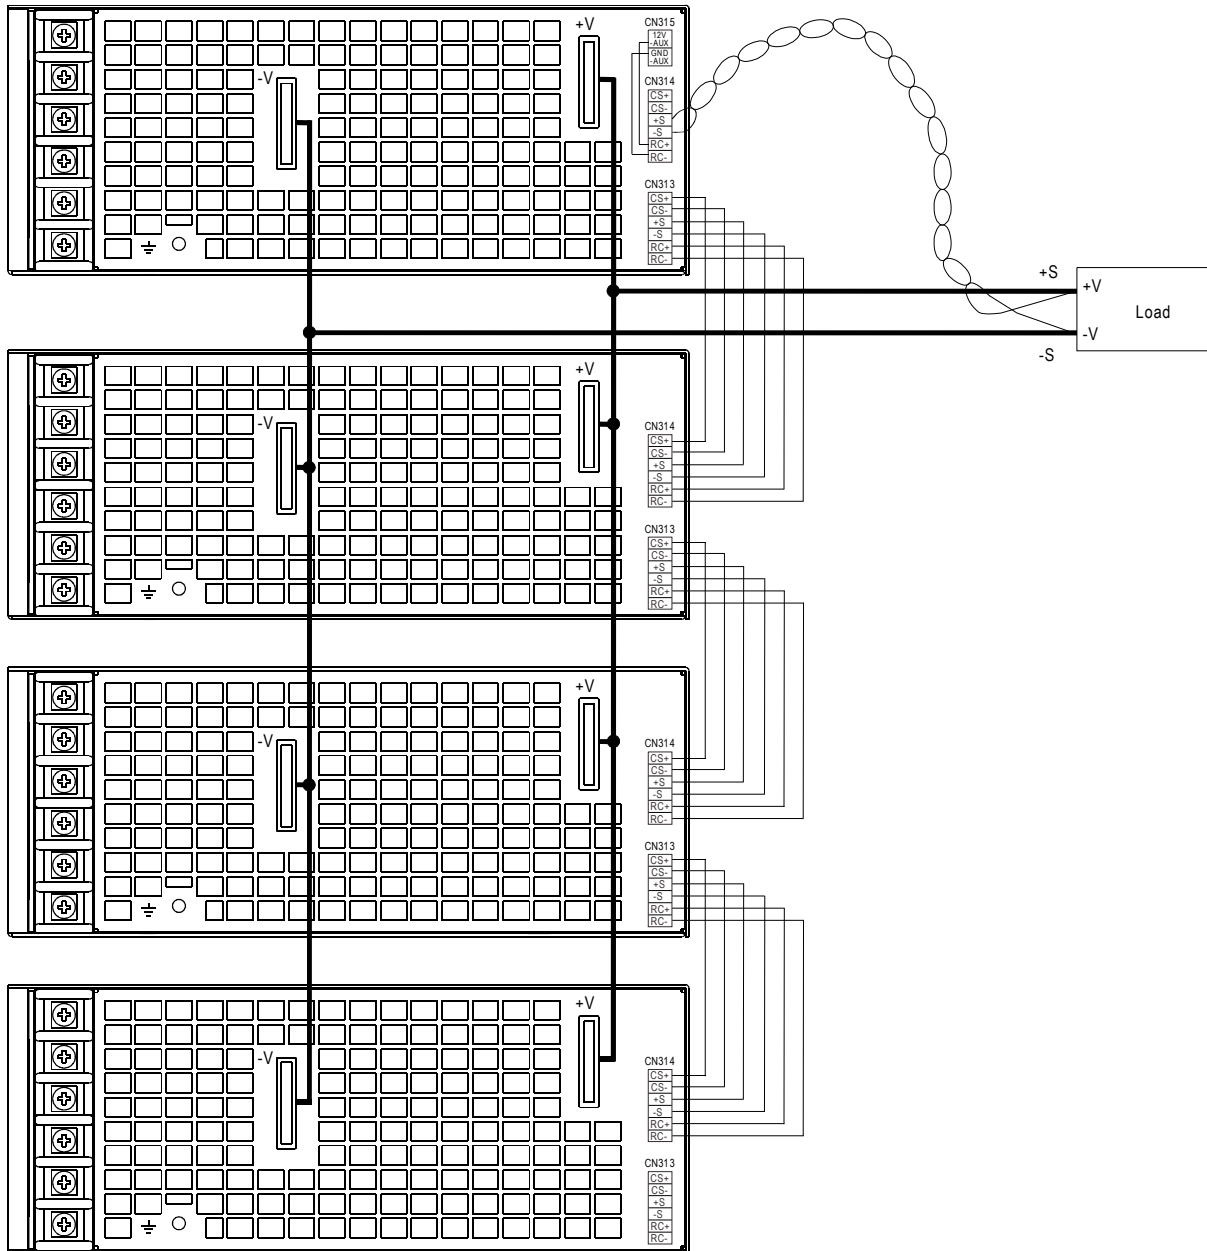 +V
CN315
12V
-AUX
GND
-AUX
-V
CN314
CS+
CS-
+S
-S
RC+
RC-
CN313
CS+
CS-
+S
-S
RC+
RC-
+S
+V
Load
-V
-S
+V
-V
CN314
CS+
CS-
+S
-S
RC+
RC-
CN313
CS+
CS-
+S
-S
RC+
RC-
+V
-V
CN314
CS+
CS-
+S
-S
RC+
RC-
CN313
CS+
CS-
+S
-S
RC+
RC-
+V
-V
CN314
CS+
CS-
+S
-S
RC+
RC-
CN313
CS+
CS-
+S
-S
RC+
RC-